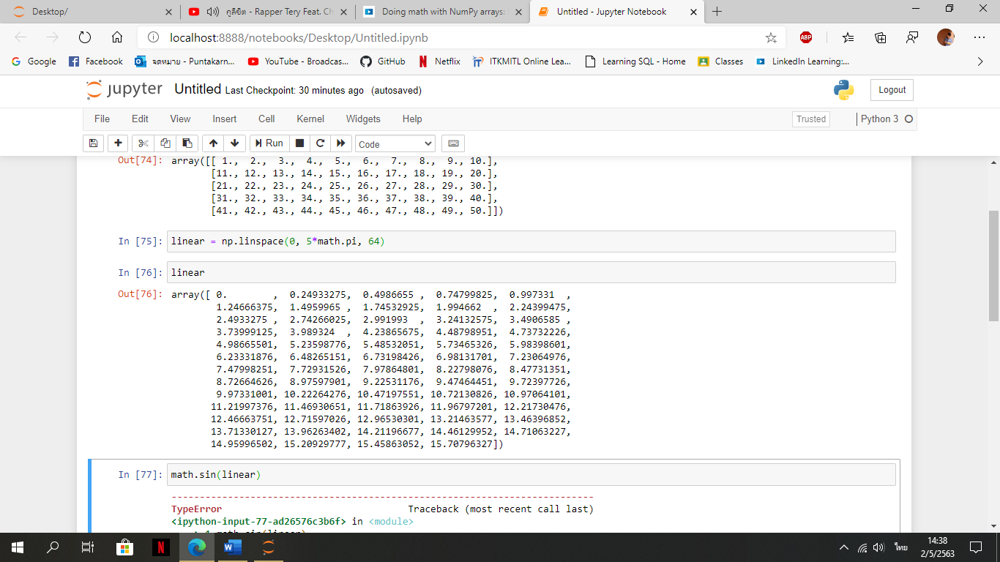 Desktop/
กูลิขิต - Rapper Tery Feat. Ch
Doing math with NumPy arrays:
Untitled - Jupyter Notebook
localhost:8888/notebooks/Desktop/Untitled.ipynb
ABP
Google Facebook จดหมาย - Puntakarn... YouTube - Broadcas... GitHub Netflix ITKMITL Online Lea... Learning SQL - Home Classes LinkedIn Learning:...
jupyter Untitled Last Checkpoint: 30 minutes ago (autosaved)
Logout
File Edit View Insert Cell Kernel Widgets Help
Trusted Python 3
Run Code
Out[74]: array([[ 1., 2., 3., 4., 5., 6., 7., 8., 9., 10.],
[11., 12., 13., 14., 15., 16., 17., 18., 19., 20.],
[21., 22., 23., 24., 25., 26., 27., 28., 29., 30.],
[31., 32., 33., 34., 35., 36., 37., 38., 39., 40.],
[41., 42., 43., 44., 45., 46., 47., 48., 49., 50.]])
In [75]: linear = np.linspace(0, 5*math.pi, 64)
In [76]: linear
Out[76]: array([ 0. , 0.24933275, 0.4986655 , 0.74799825, 0.997331 ,
1.24666375, 1.4959965 , 1.74532925, 1.994662 , 2.24399475,
2.4933275 , 2.74266025, 2.991993 , 3.24132575, 3.4906585 ,
3.73999125, 3.989324 , 4.23865675, 4.48798951, 4.73732226,
4.98665501, 5.23598776, 5.48532051, 5.73465326, 5.98398601,
6.23331876, 6.48265151, 6.73198426, 6.98131701, 7.23064976,
7.47998251, 7.72931526, 7.97864801, 8.22798076, 8.47731351,
8.72664626, 8.97597901, 9.22531176, 9.47464451, 9.72397726,
9.97331001, 10.22264276, 10.47197551, 10.72130826, 10.97064101,
11.21997376, 11.46930651, 11.71863926, 11.96797201, 12.21730476,
12.46663751, 12.71597026, 12.96530301, 13.21463577, 13.46396852,
13.71330127, 13.96263402, 14.21196677, 14.46129952, 14.71063227,
14.95996502, 15.20929777, 15.45863052, 15.70796327])
In [77]: math.sin(linear)
---------------------------------------------------------------------------
TypeError Traceback (most recent call last)
<ipython-input-77-ad26576c3b6f> in <module>
1 math.sin(linear)
ไทย
14:38
2/5/2563